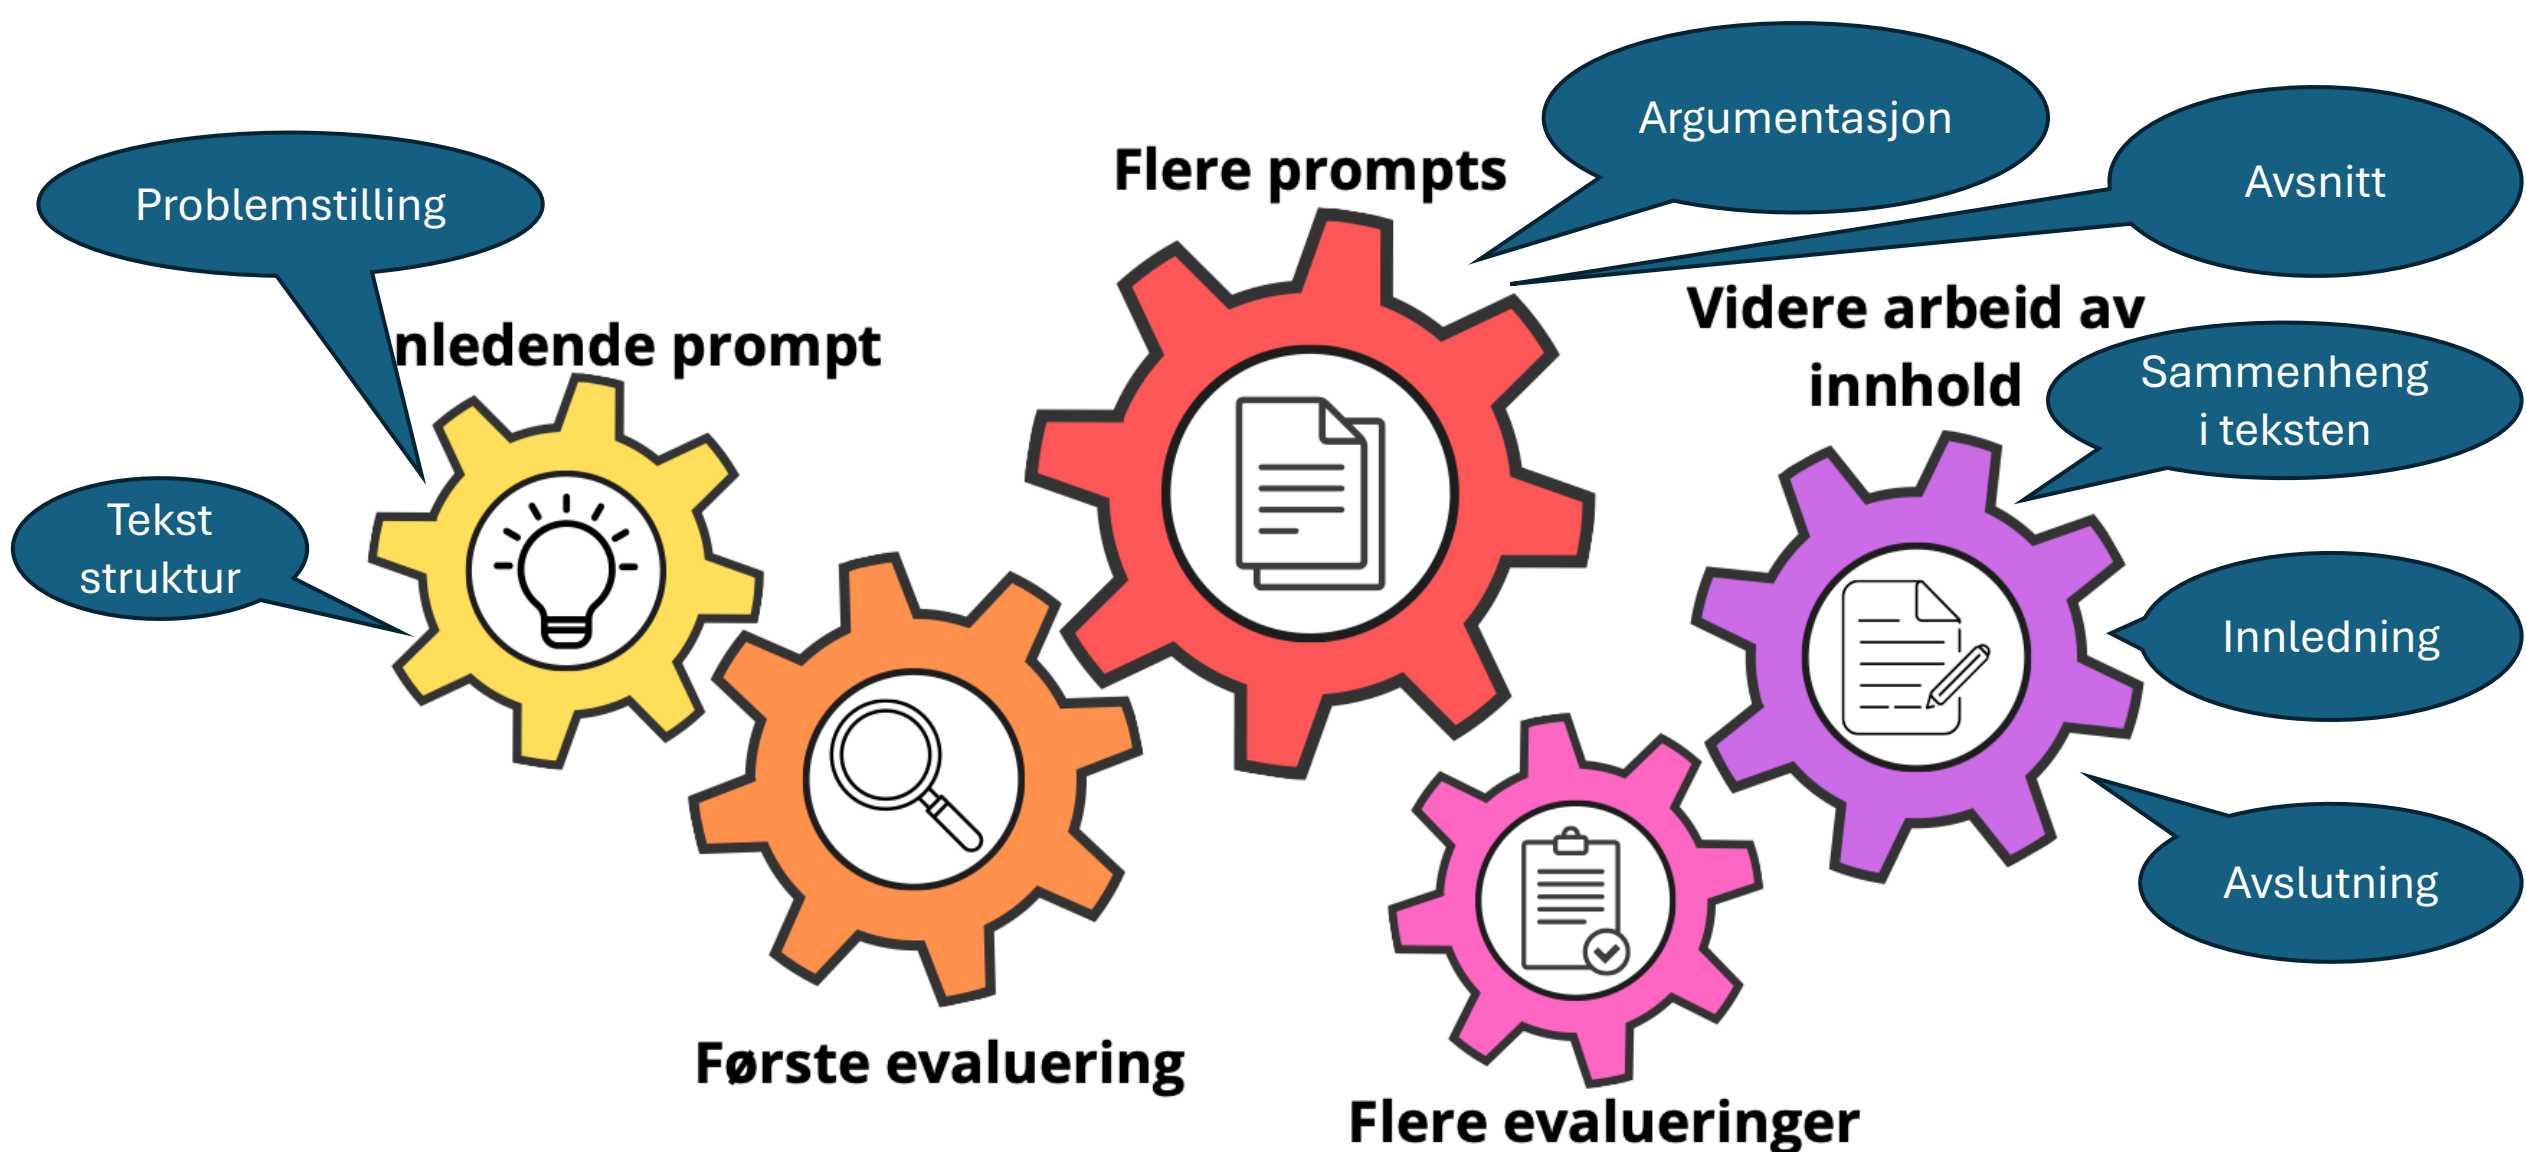 Problemstilling
nledende prompt
Tekst
struktur
Første evaluering
Flere prompts
Argumentasjon
Avsnitt
Videre arbeid av
innhold
Sammenheng
i teksten
Innledning
Avslutning
Flere evalueringer